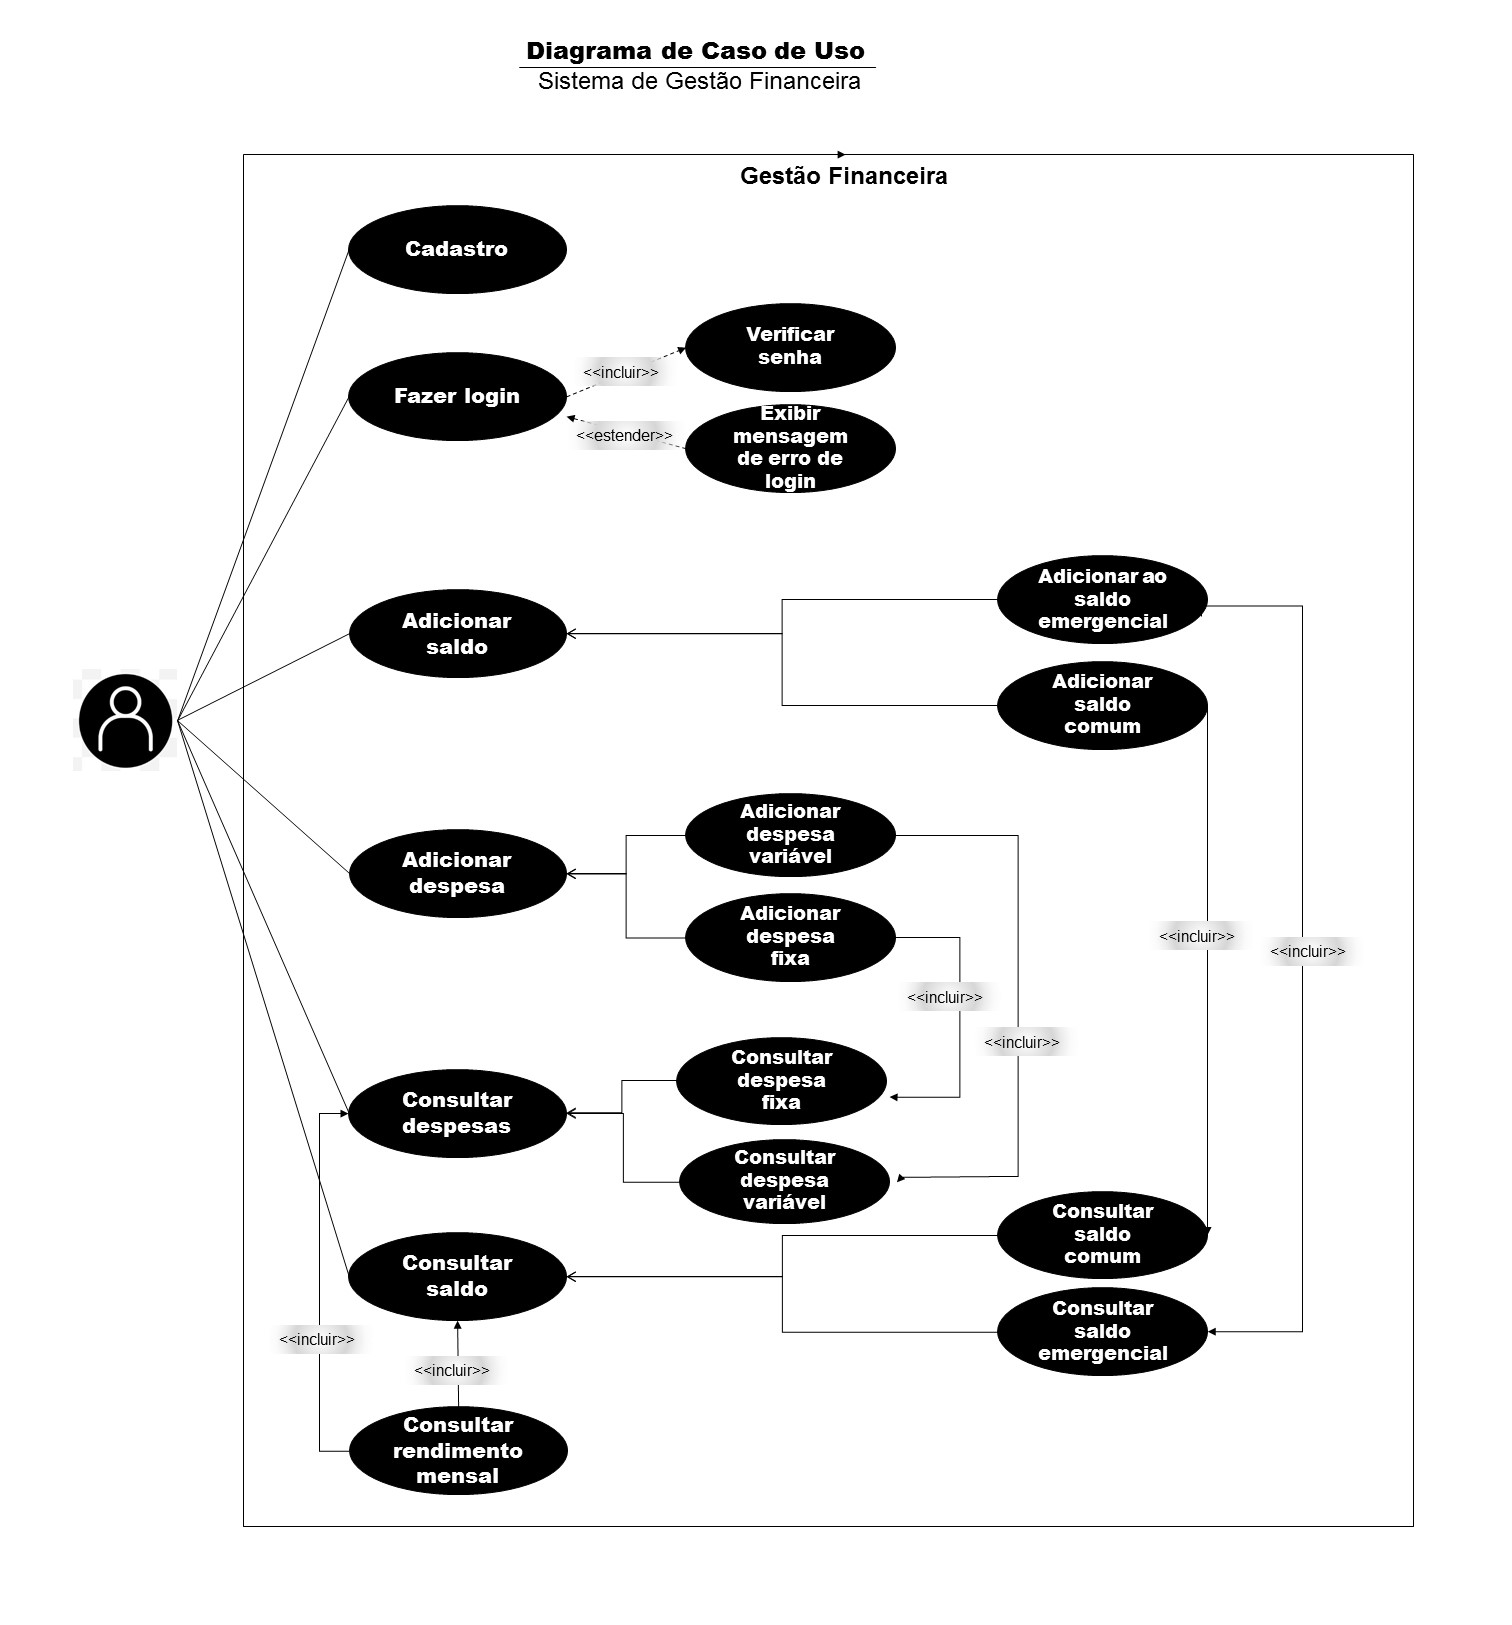 Diagrama de Caso de Uso
Sistema de Gestão Financeira
Gestão Financeira
Cadastro
Verificar
senha
<<incluir>>
Fazer login
<<estender>>
Exibir
mensagem
de erro de
login
Adicionar
saldo
Adicionar ao
saldo
emergencial
Adicionar
saldo
comum
Adicionar
despesa
Adicionar
despesa
variável
Adicionar
despesa
fixa
<<incluir>>
<<incluir>>
<<incluir>>
<<incluir>>
Consultar
despesas
Consultar
despesa
fixa
Consultar
despesa
variável
Consultar
saldo
Consultar
saldo
comum
Consultar
saldo
emergencial
<<incluir>>
<<incluir>>
Consultar
rendimento
mensal